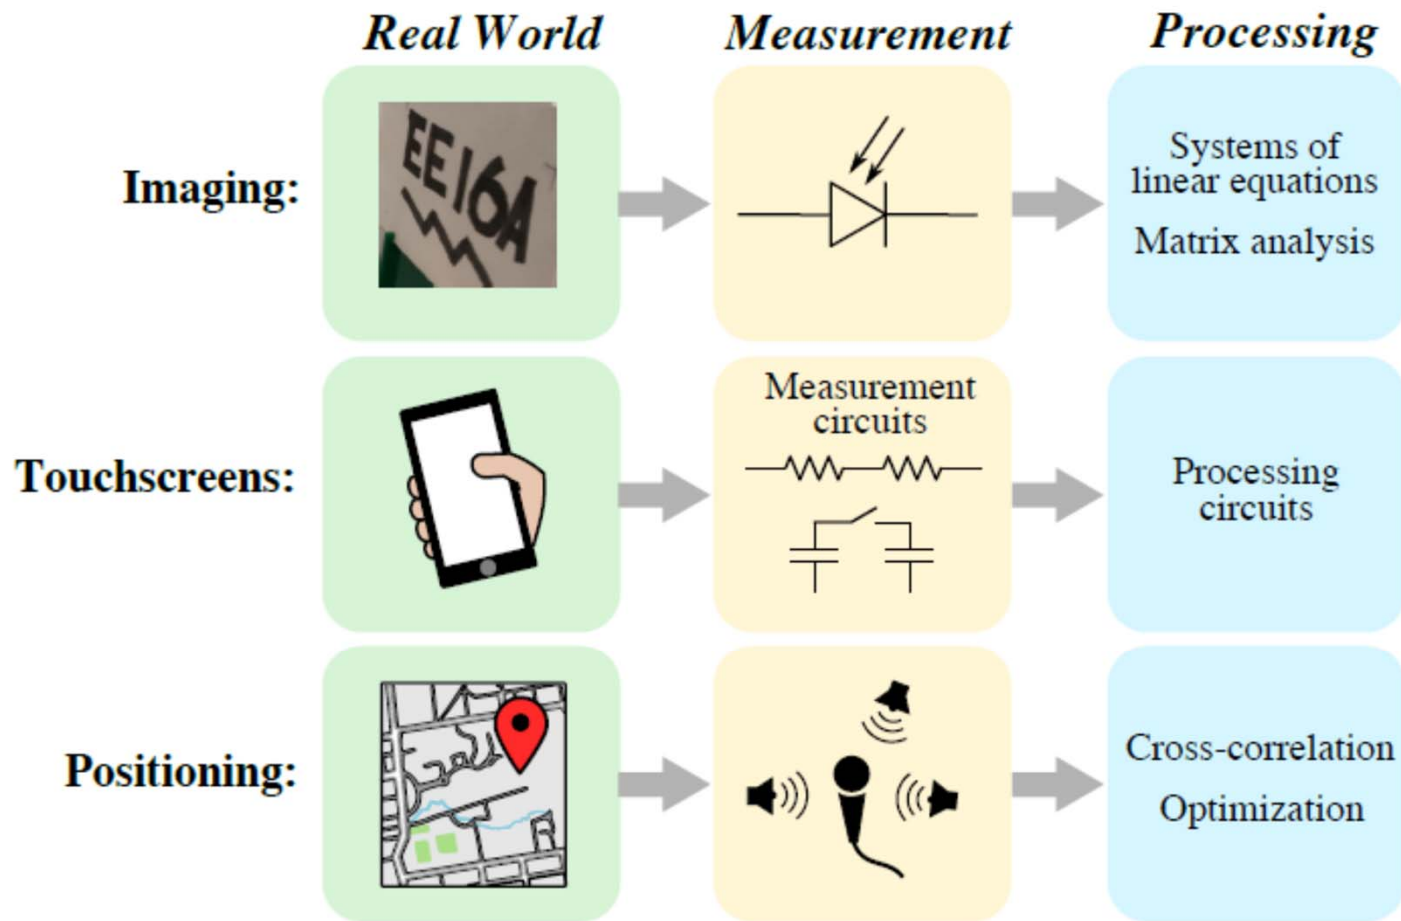 Real World Measurement Processing
Imaging:
EE16A
Systems of
linear equations
Matrix analysis
Touchscreens:
Measurement
circuits
Processing
circuits
Positioning:
Cross-correlation
Optimization